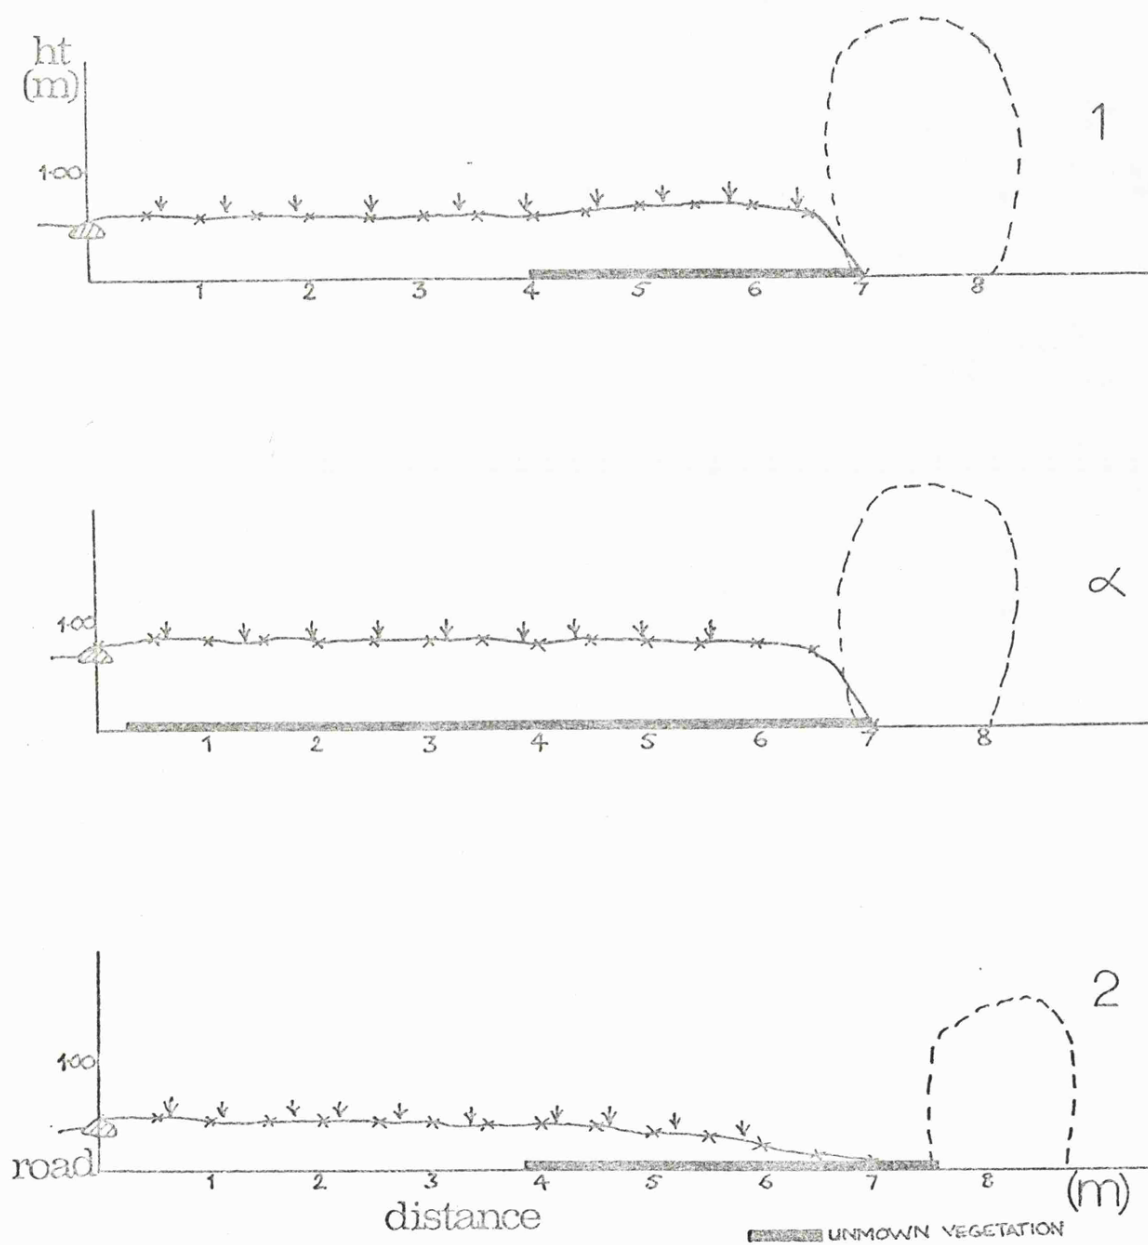 ht
(m)
1
1.00
1 2 3 4 5 6 7 8
α
1.00
1 2 3 4 5 6 7 8
2
1.00
road
1 2 3 4 5 6 7 8 (m)
distance
UNMOWN VEGETATION